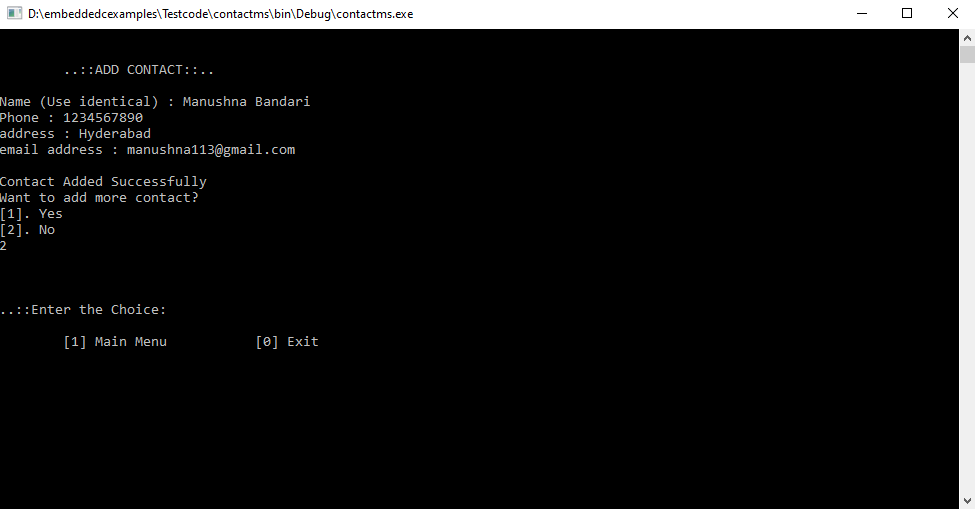 D:\embeddedcexamples\Testcode\contactms\bin\Debug\contactms.exe
..::ADD CONTACT::..
Name (Use identical) : Manushna Bandari
Phone : 1234567890
address : Hyderabad
email address : manushna113@gmail.com
Contact Added Successfully
Want to add more contact?
[1]. Yes
[2]. No
2
..::Enter the Choice:
[1] Main Menu [0] Exit